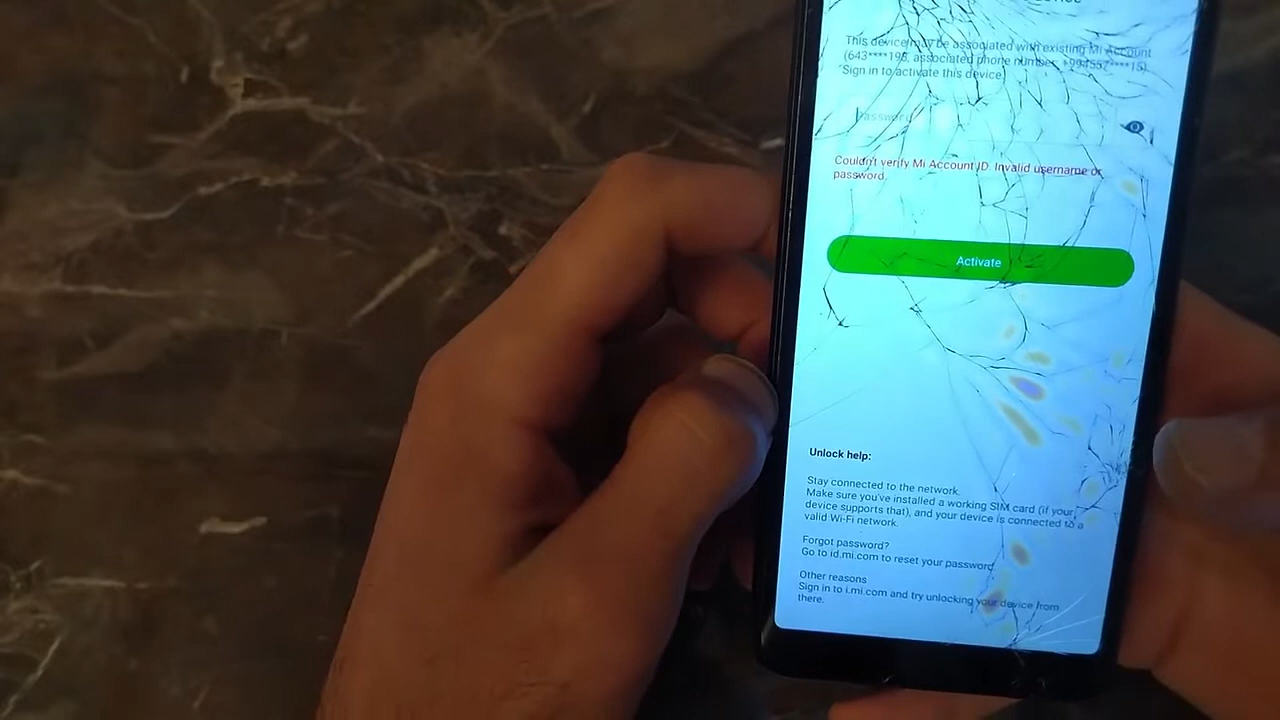 This device may be associated with existing Mi Account
(643****195, associated phone number: +994557****15)
Sign in to activate this device.
Password
Couldn't verify Mi Account ID. Invalid username or
password.
Activate
Unlock help:
Stay connected to the network.
Make sure you've installed a working SIM card (if your
device supports that), and your device is connected to a
valid Wi-Fi network.
Forgot password?
Go to id.mi.com to reset your password.
Other reasons
Sign in to i.mi.com and try unlocking your device from
there.